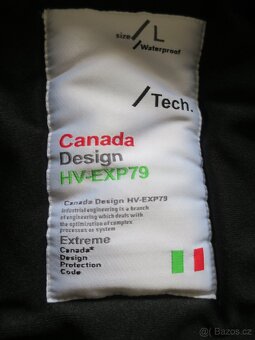 size / L
Waterproof
/Tech.
Canada
Design
HV-EXP79
Canada Design HV-EXP79
Industrial engineering is a branch
of engineering which deals with
the optimization of complex
processes or system
Extreme
Canada®
Design
Protection
Code
Bazos.cz